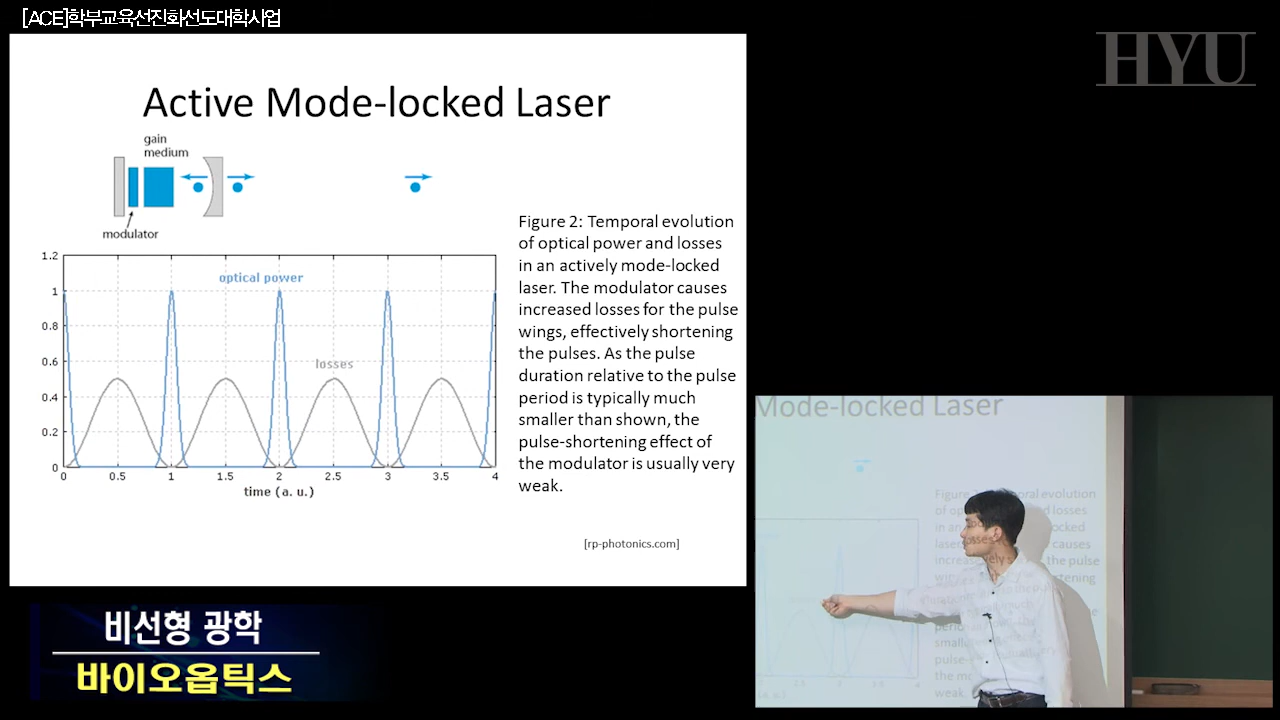 [ACE]학부교육선진화선도대학사업
HYU
Active Mode-locked Laser
gain
medium
modulator
1.2
1
0.8
0.6
0.4
0.2
0
optical power
losses
0 0.5 1 1.5 2 2.5 3 3.5 4
time (a. u.)
Figure 2: Temporal evolution
of optical power and losses
in an actively mode-locked
laser. The modulator causes
increased losses for the pulse
wings, effectively shortening
the pulses. As the pulse
duration relative to the pulse
period is typically much
smaller than shown, the
pulse-shortening effect of
the modulator is usually very
weak.
[rp-photonics.com]
비선형 광학
바이오옵틱스
Mode-locked Laser